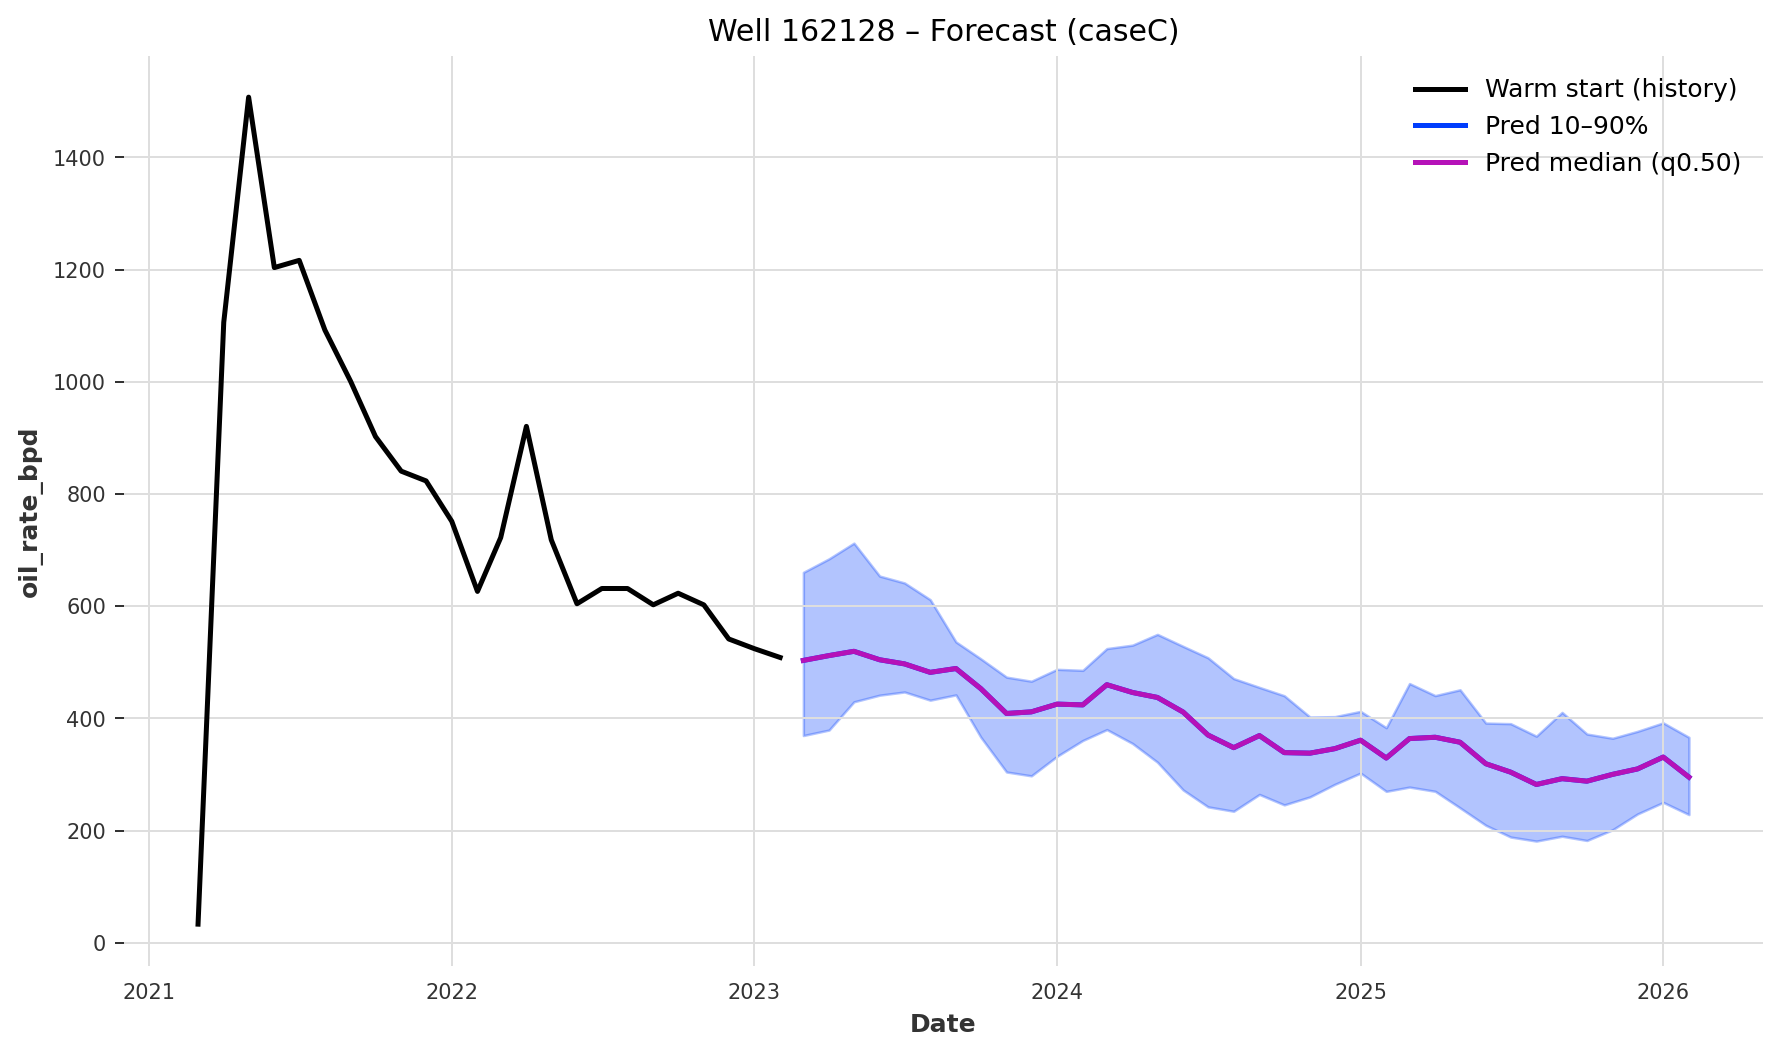 Well 162128 – Forecast (caseC)
Warm start (history)
Pred 10–90%
Pred median (q0.50)
oil_rate_bpd
1400
1200
1000
800
600
400
200
0
2021 2022 2023 2024 2025 2026
Date